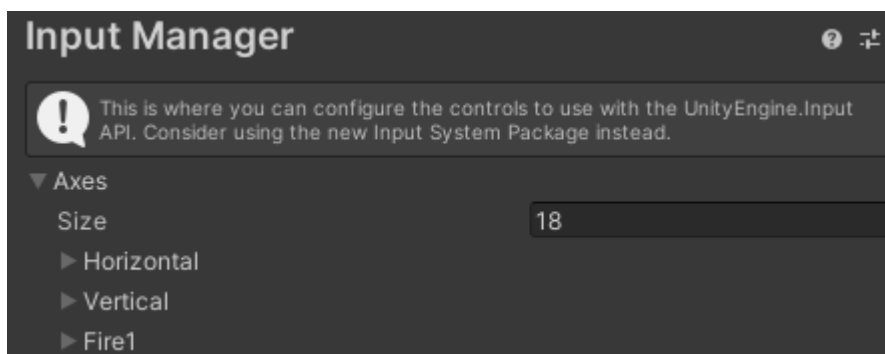 Input Manager
This is where you can configure the controls to use with the UnityEngine.Input
API. Consider using the new Input System Package instead.
Axes
Size 18
Horizontal
Vertical
Fire1